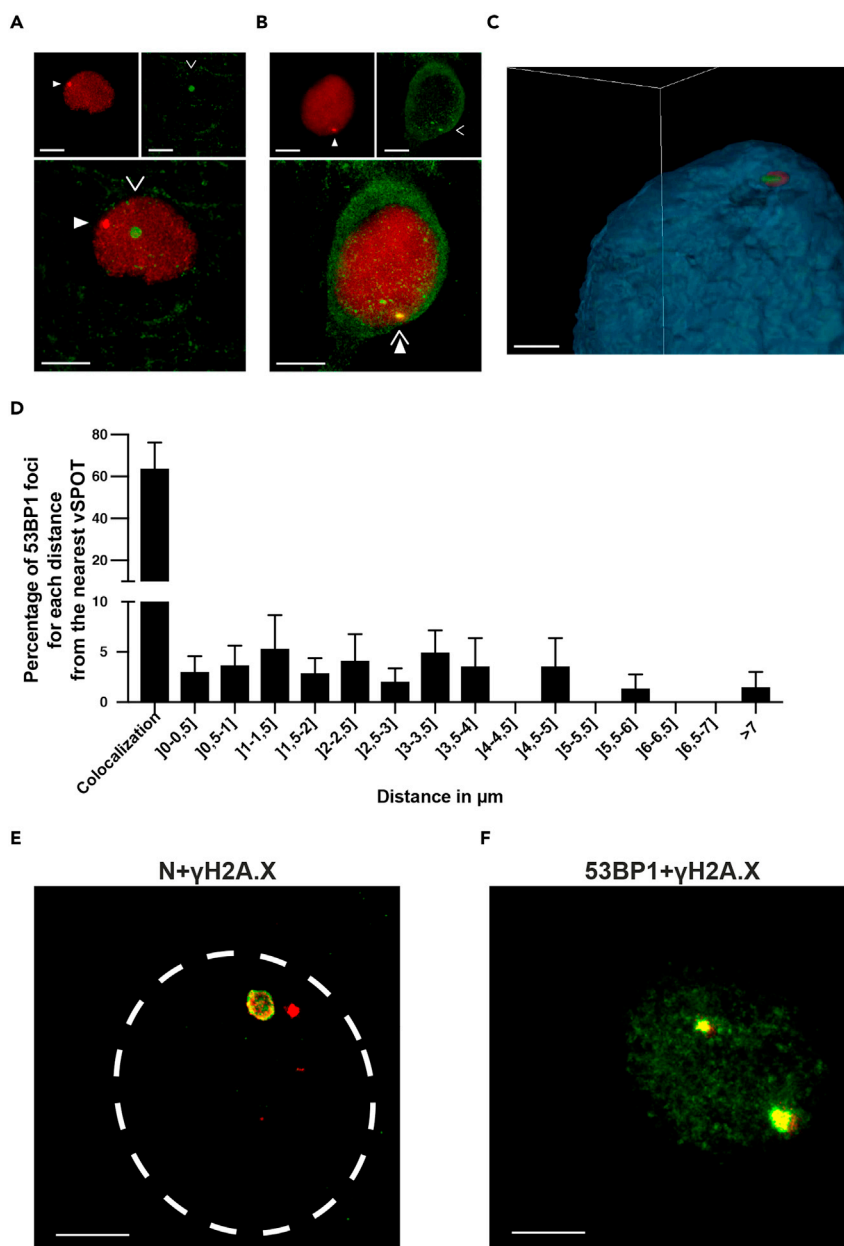 A
B
C
D
Percentage of 53BP1 foci
for each distance
from the nearest vSPOT
80
60
40
20
10
5
0
Colocalization
]0-0,5]
]0,5-1]
]1-1,5]
]1,5-2]
]2-2,5]
]2,5-3]
]3-3,5]
]3,5-4]
]4-4,5]
]4,5-5]
]5-5,5]
]5,5-6]
]6-6,5]
]6,5-7]
>7
Distance in µm
E
F
N+γH2A.X
53BP1+γH2A.X